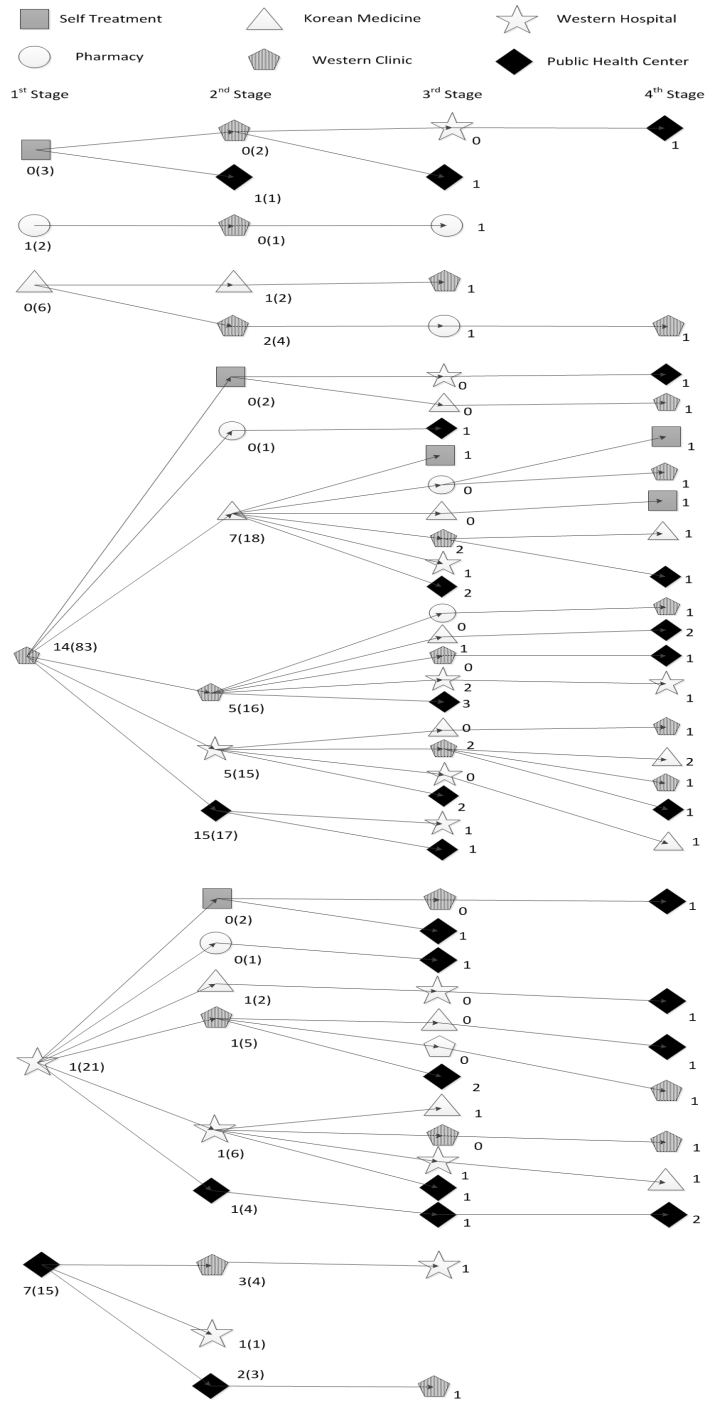 Self Treatment Korean Medicine Western Hospital
Pharmacy Western Clinic Public Health Center
1st Stage 2nd Stage 3rd Stage 4th Stage
0(3) 0(2) 0 1
1(1) 1
1(2) 0(1) 1
0(6) 1(2) 1
2(4) 1 1
0(2) 0 1
0 1
0(1) 1
1 1
0 1
7(18) 0 1
2 1
1
2 1
14(83)
0 1
1 2
0 1
5(16) 2 1
3
0 1
5(15) 2 2
0 1
2 1
15(17) 1 1
1
0(2) 0 1
1
0(1) 1
1(2) 0 1
1(5) 0 1
0 1
2
1(21)
1
1(6) 0 1
1 1
1
1(4) 1 2
7(15) 3(4) 1
1(1)
2(3) 1